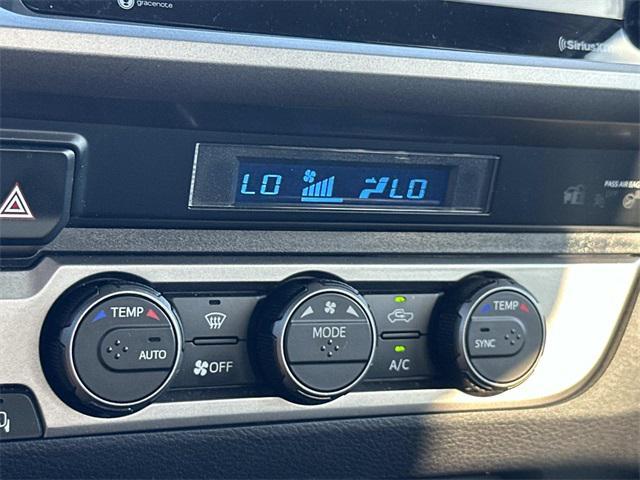 gracenote
SiriusXM
LO LO
PASS AIR BAG
TEMP
AUTO
OFF
MODE
A/C
TEMP
SYNC